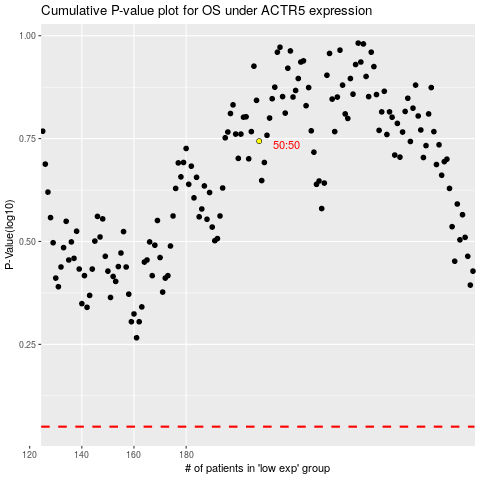 Cumulative P-value plot for OS under ACTR5 expression
P-Value(log10)
1.00
0.75
0.50
0.25
50:50
120 140 160 180
# of patients in 'low exp' group